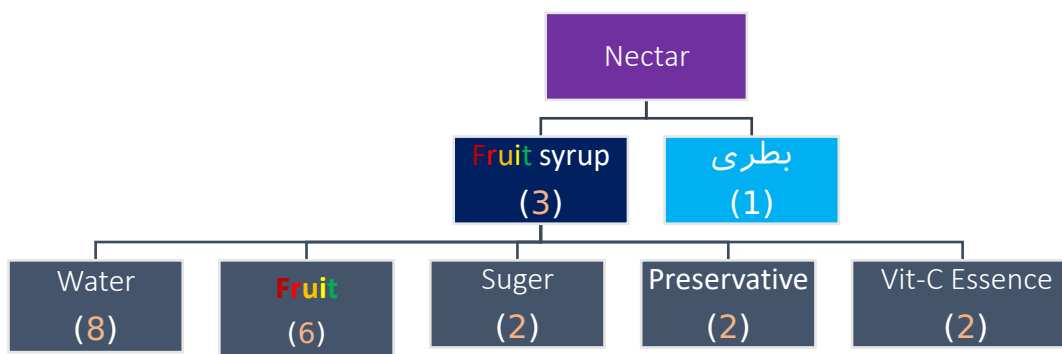 Nectar
Fruit syrup
(3)
بطری
(1)
Water
(8)
Fruit
(6)
Suger
(2)
Preservative
(2)
Vit-C Essence
(2)